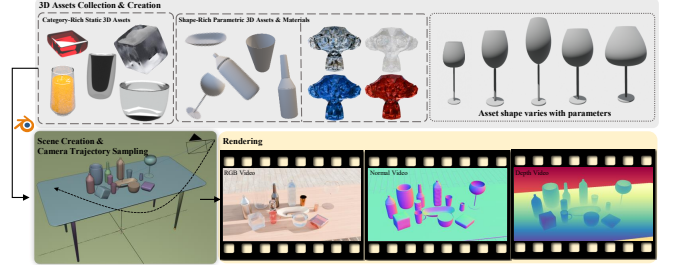 3D Assets Collection & Creation
Category-Rich Static 3D Assets
Shape-Rich Parametric 3D Assets & Materials
Asset shape varies with parameters
Scene Creation &
Camera Trajectory Sampling
Rendering
RGB Video
Normal Video
Depth Video